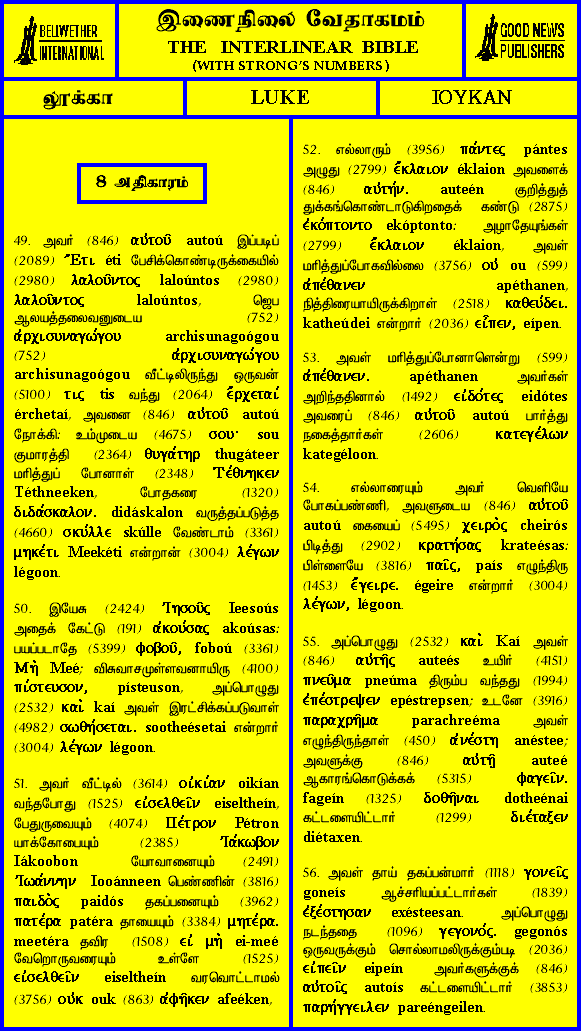 BELLWETHER
INTERNATIONAL
இணைநிலை வேதாகமம்
THE INTERLINEAR BIBLE
(WITH STRONG'S NUMBERS)
GOOD NEWS
PUBLISHERS
லூக்கா
LUKE
ΙΟΥΚΑΝ
8 அதிகாரம்
49. அவர் (846) αὐτοῦ autoú இப்படிப்
(2089) Ἔτι éti பேசிக்கொண்டிருக்கையில்
(2980) λαλοῦντος laloúntos (2980)
λαλοῦντος laloúntos, ஜெப
ஆலயத்தலைவனுடைய (752)
ἀρχισυναγώγου archisunagoógou
(752) ἀρχισυναγώγου
archisunagoógou வீட்டிலிருந்து ஒருவன்
(5100) τις tis வந்து (2064) ἔρχεταί
érchetaí, அவனை (846) αὐτοῦ autoú
நோக்கி: உம்முடைய (4675) σου· sou
குமாரத்தி (2364) θυγάτηρ thugáteer
மரித்துப் போனாள் (2348) Τέθνηκεν
Téthneeken, போதகரை (1320)
διδάσκαλον. didáskalon வருத்தப்படுத்த
(4660) σκύλλε skúlle வேண்டாம் (3361)
μηκέτι Meekéti என்றான் (3004) λέγων
légoon.
50. இயேசு (2424) Ἰησοῦς Ieesoús
அதைக் கேட்டு (191) ἀκούσας akoúsas:
பயப்படாதே (5399) φοβοῦ, foboú (3361)
Μὴ Meé; விசுவாசமுள்ளவனாயிரு (4100)
πίστευσον, písteuson, அப்பொழுது
(2532) καὶ kaí அவள் இரட்சிக்கப்படுவாள்
(4982) σωθήσεται. sootheésetai என்றார்
(3004) λέγων légoon.
51. அவர் வீட்டில் (3614) οἰκίαν oikían
வந்தபோது (1525) εἰσελθεῖν eiselthein,
பேதுருவையும் (4074) Πέτρον Pétron
யாக்கோபையும் (2385) Ἰάκωβον
Iákoobon யோவானையும் (2491)
Ἰωάννην Iooánneen பெண்ணின் (3816)
παιδὸς paidós தகப்பனையும் (3962)
πατέρα patéra தாயையும் (3384) μητέρα.
meetéra தவிர (1508) εἰ μὴ ei-meé
வேறொருவரையும் உள்ளே (1525)
εἰσελθεῖν eiseltheín வரவொட்டாமல்
(3756) οὐκ ouk (863) ἀφῆκεν afeéken,
52. எல்லாரும் (3956) πάντες pántes
அழுது (2799) ἔκλαιον éklaion அவளைக்
(846) αὐτήν. auteén குறித்துத்
துக்கங்கொண்டாடுகிறதைக் கண்டு (2875)
ἐκόπτοντο ekóptonto: அழாதேயுங்கள்
(2799) ἔκλαιον éklaion, அவள்
மரித்துப்போகவில்லை (3756) οὐ ou (599)
ἀπέθανεν apéthanen,
நித்திரையாயிருக்கிறாள் (2518) καθεύδει.
katheúdei என்றார் (2036) εἶπεν, eípen.
53. அவள் மரித்துப்போனாளென்று (599)
ἀπέθανεν. apéthanen அவர்கள்
அறிந்ததினால் (1492) εἰδότες eidótes
அவரைப் (846) αὐτοῦ autoú பார்த்து
நகைத்தார்கள் (2606) κατεγέλων
kategéloon.
54. எல்லாரையும் அவர் வெளியே
போகப்பண்ணி, அவளுடைய (846) αὐτοῦ
autoú கையைப் (5495) χειρὸς cheirós
பிடித்து (2902) κρατήσας krateésas:
பிள்ளையே (3816) παῖς, país எழுந்திரு
(1453) ἔγειρε. égeire என்றார் (3004)
λέγων, légoon.
55. அப்பொழுது (2532) καὶ Kaí அவள்
(846) αὐτῆς auteés உயிர் (4151)
πνεῦμα pneúma திரும்ப வந்தது (1994)
ἐπέστρεψεν epéstrepsen; உடனே (3916)
παραχρῆμα parachreéma அவள்
எழுந்திருந்தாள் (450) ἀνέστη anéstee;
அவளுக்கு (846) αὐτῇ auteé
ஆகாரங்கொடுக்கக் (5315) φαγεῖν.
fageín (1325) δοθῆναι dotheénai
கட்டளையிட்டார் (1299) διέταξεν
diétaxen.
56. அவள் தாய் தகப்பன்மார் (1118) γονεῖς
goneís ஆச்சரியப்பட்டார்கள் (1839)
ἐξέστησαν exésteesan. அப்பொழுது
நடந்ததை (1096) γεγονός. gegonós
ஒருவருக்கும் சொல்லாமலிருக்கும்படி (2036)
εἰπεῖν eipeín அவர்களுக்குக் (846)
αὐτοῖς autoís கட்டளையிட்டார் (3853)
παρήγγειλεν pareéngeilen.